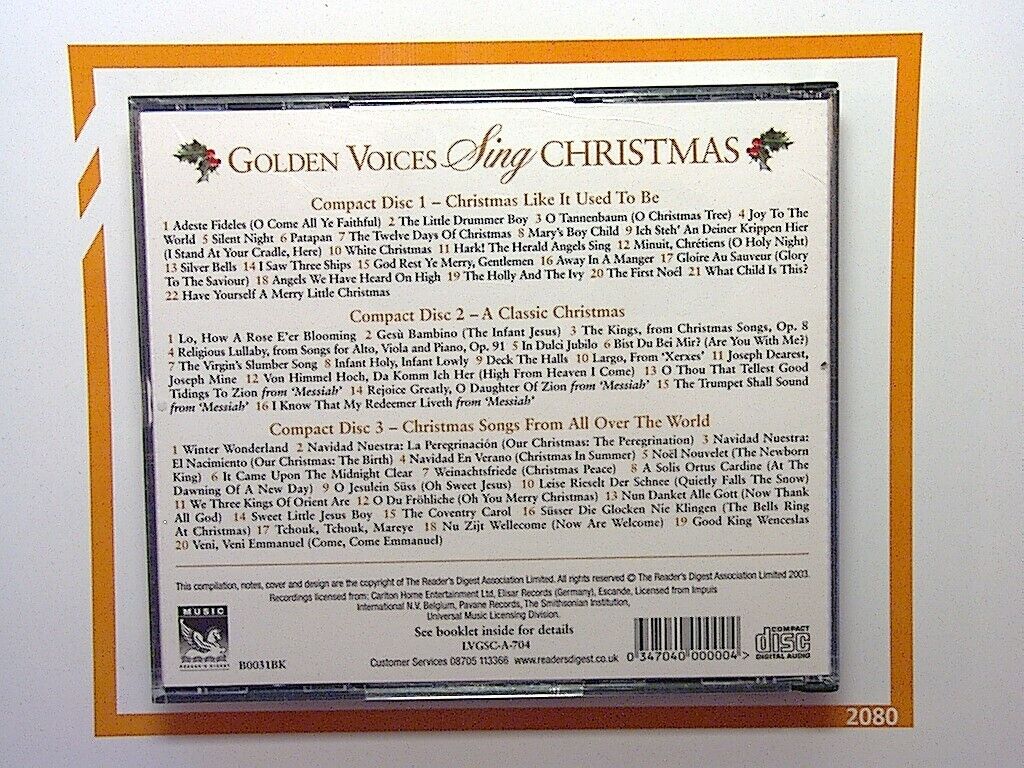 GOLDEN VOICES Sing CHRISTMAS
Compact Disc 1 – Christmas Like It Used To Be
1 Adeste Fideles (O Come All Ye Faithful) 2 The Little Drummer Boy 3 O Tannenbaum (O Christmas Tree) 4 Joy To The
World 5 Silent Night 6 Patapan 7 The Twelve Days Of Christmas 8 Mary's Boy Child 9 Ich Steh' An Deiner Krippen Hier
(I Stand At Your Cradle, Here) 10 White Christmas 11 Hark! The Herald Angels Sing 12 Minuit, Chrétiens (O Holy Night)
13 Silver Bells 14 I Saw Three Ships 15 God Rest Ye Merry, Gentlemen 16 Away In A Manger 17 Gloire Au Sauveur (Glory
To The Saviour) 18 Angels We Have Heard On High 19 The Holly And The Ivy 20 The First Noël 21 What Child Is This?
22 Have Yourself A Merry Little Christmas
Compact Disc 2 – A Classic Christmas
1 Lo, How A Rose E'er Blooming 2 Gesù Bambino (The Infant Jesus) 3 The Kings, from Christmas Songs, Op. 8
4 Religious Lullaby, from Songs for Alto, Viola and Piano, Op. 91 5 In Dulci Jubilo 6 Bist Du Bei Mir? (Are You With Me?)
7 The Virgin's Slumber Song 8 Infant Holy, Infant Lowly 9 Deck The Halls 10 Largo, From 'Xerxes' 11 Joseph Dearest,
Joseph Mine 12 Von Himmel Hoch, Da Komm Ich Her (High From Heaven I Come) 13 O Thou That Tellest Good
Tidings To Zion from 'Messiah' 14 Rejoice Greatly, O Daughter Of Zion from 'Messiah' 15 The Trumpet Shall Sound
from 'Messiah' 16 I Know That My Redeemer Liveth from 'Messiah'
Compact Disc 3 – Christmas Songs From All Over The World
1 Winter Wonderland 2 Navidad Nuestra: La Peregrinación (Our Christmas: The Peregrination) 3 Navidad Nuestra:
El Nacimiento (Our Christmas: The Birth) 4 Navidad En Verano (Christmas In Summer) 5 Noël Nouvelet (The Newborn
King) 6 It Came Upon The Midnight Clear 7 Weinachtsfriede (Christmas Peace) 8 A Solis Ortus Cardine (At The
Dawning Of A New Day) 9 O Jesulein Süss (Oh Sweet Jesus) 10 Leise Rieselt Der Schnee (Quietly Falls The Snow)
11 We Three Kings Of Orient Are 12 O Du Fröhliche (Oh You Merry Christmas) 13 Nun Danket Alle Gott (Now Thank
All God) 14 Sweet Little Jesus Boy 15 The Coventry Carol 16 Süsser Die Glocken Nie Klingen (The Bells Ring
At Christmas) 17 Tchouk, Tchouk, Mareye 18 Nu Zijt Wellecome (Now Are Welcome) 19 Good King Wenceslas
20 Veni, Veni Emmanuel (Come, Come Emmanuel)
This compilation, notes, cover and design are the copyright of The Reader's Digest Association Limited. All rights reserved © The Reader's Digest Association Limited 2003.
Recordings licensed from: Carlton Home Entertainment Ltd, Elisar Records (Germany), Escande, Licensed from Impuls
International N.V. Belgium, Pavane Records, The Smithsonian Institution,
Universal Music Licensing Division.
See booklet inside for details
LVGSC-A-704
Customer Services 08705 113366 www.readersdigest.co.uk
MUSIC
READER'S DIGEST
B0031BK
0 347040 000004 >
COMPACT
disc
DIGITAL AUDIO
2080